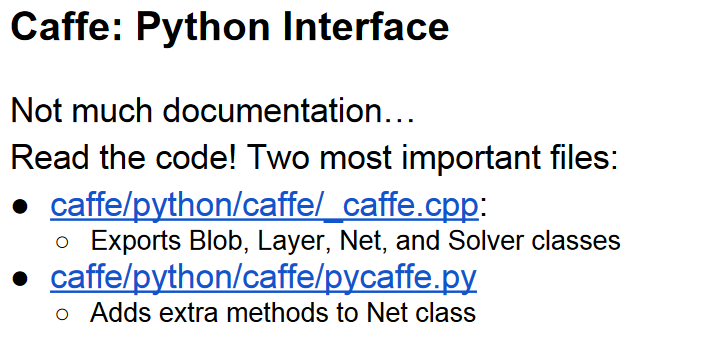 Caffe: Python Interface
Not much documentation…
Read the code! Two most important files:
● caffe/python/caffe/_caffe.cpp:
○ Exports Blob, Layer, Net, and Solver classes
● caffe/python/caffe/pycaffe.py
○ Adds extra methods to Net class